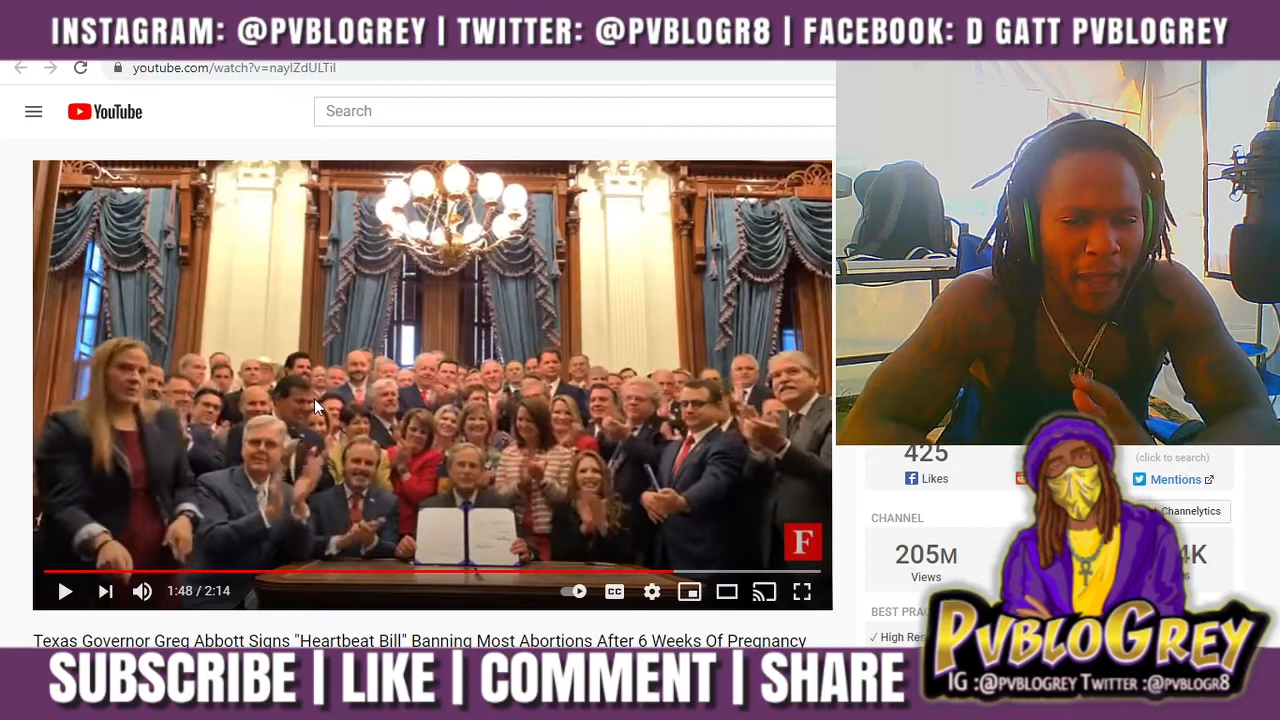 INSTAGRAM: @PVBLOGREY | TWITTER: @PVBLOGR8 | FACEBOOK: D GATT PVBLOGREY
youtube.com/watch?v=naylZdULTiI
YouTube
Search
F
1:48 / 2:14
CC
Texas Governor Greg Abbott Signs "Heartbeat Bill" Banning Most Abortions After 6 Weeks Of Pregnancy
425
Likes
(click to search)
Mentions
Channelytics
CHANNEL
205M
Views
BEST PRA
✓ High Res
PVBLOGREY
IG :@PVBLOGREY TWITTER :@PVBLOGR8
SUBSCRIBE | LIKE | COMMENT | SHARE